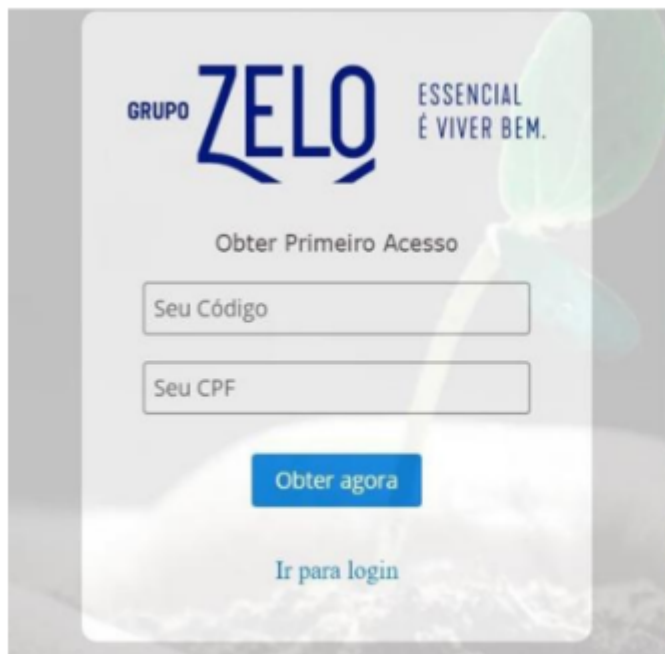 GRUPO ZELO
ESSENCIAL
É VIVER BEM.
Obter Primeiro Acesso
Seu Código
Seu CPF
Obter agora
Ir para login